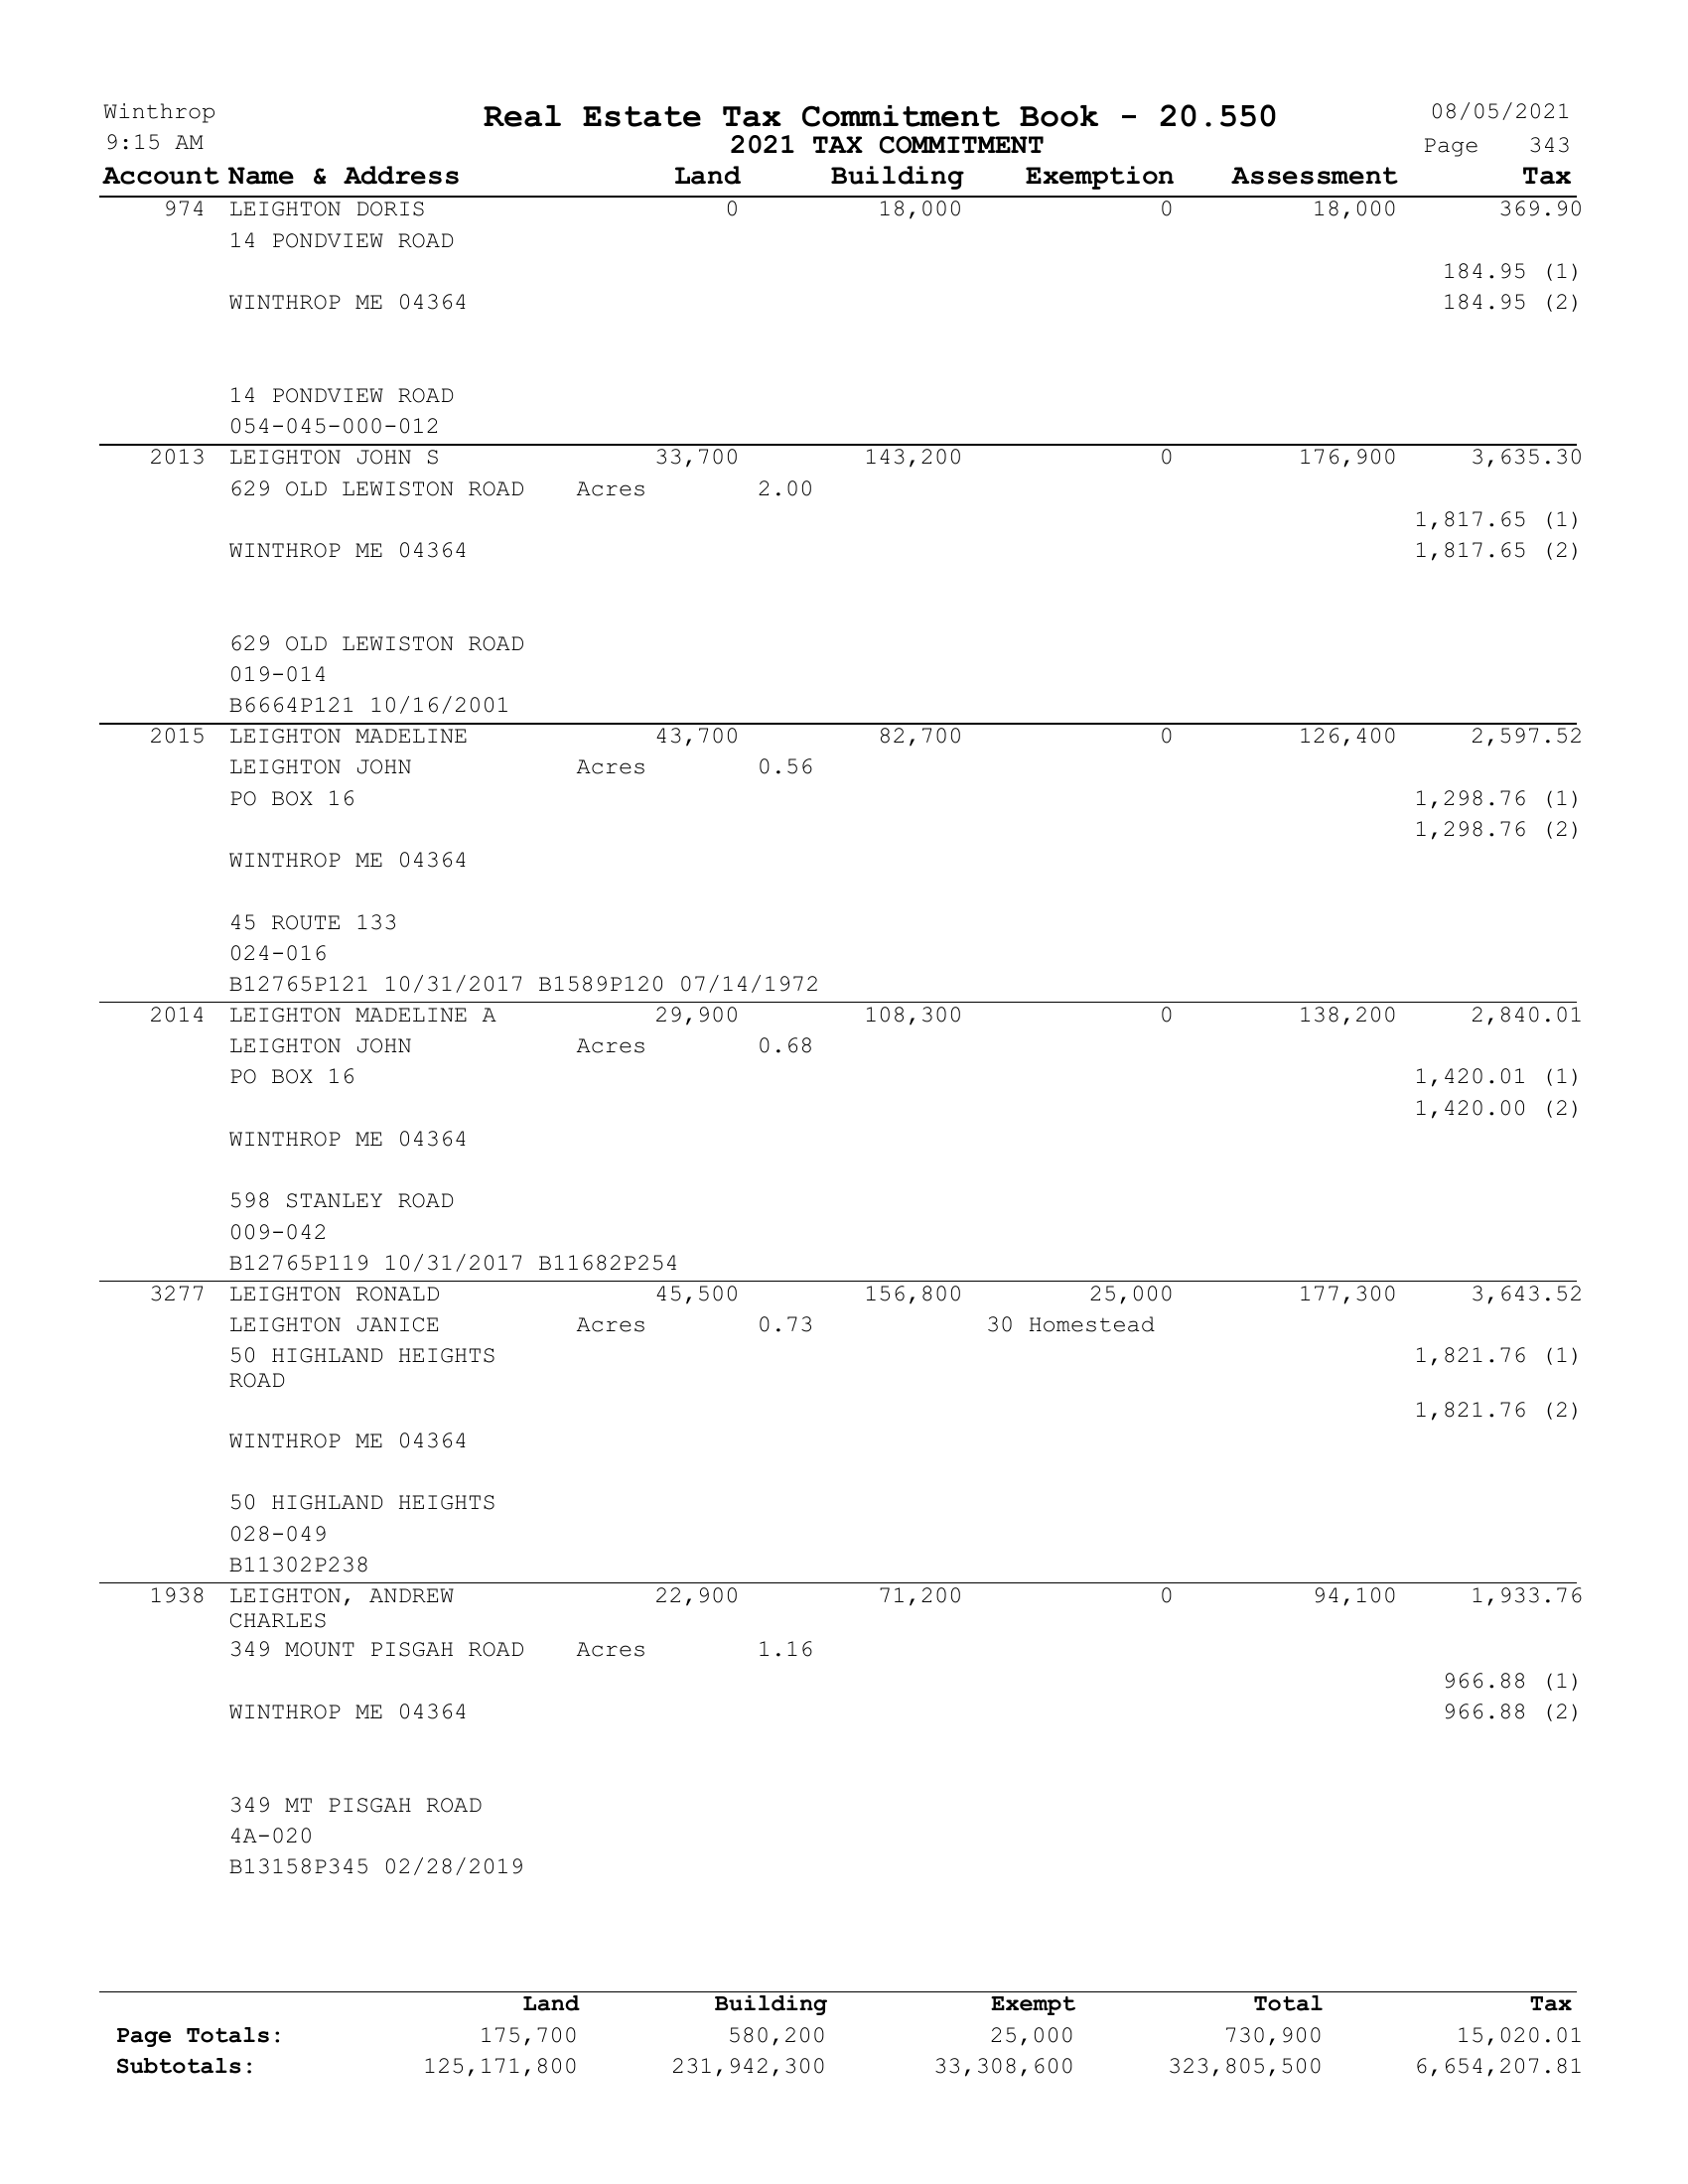 Winthrop Real Estate Tax Commitment Book - 20.550 08/05/2021
9:15 AM 2021 TAX COMMITMENT Page 343
Account Name & Address Land Building Exemption Assessment Tax
974 LEIGHTON DORIS 0 18,000 0 18,000 369.90
14 PONDVIEW ROAD
184.95 (1)
WINTHROP ME 04364 184.95 (2)
14 PONDVIEW ROAD
054-045-000-012
2013 LEIGHTON JOHN S 33,700 143,200 0 176,900 3,635.30
629 OLD LEWISTON ROAD Acres 2.00
1,817.65 (1)
WINTHROP ME 04364 1,817.65 (2)
629 OLD LEWISTON ROAD
019-014
B6664P121 10/16/2001
2015 LEIGHTON MADELINE 43,700 82,700 0 126,400 2,597.52
LEIGHTON JOHN Acres 0.56
PO BOX 16 1,298.76 (1)
1,298.76 (2)
WINTHROP ME 04364
45 ROUTE 133
024-016
B12765P121 10/31/2017 B1589P120 07/14/1972
2014 LEIGHTON MADELINE A 29,900 108,300 0 138,200 2,840.01
LEIGHTON JOHN Acres 0.68
PO BOX 16 1,420.01 (1)
1,420.00 (2)
WINTHROP ME 04364
598 STANLEY ROAD
009-042
B12765P119 10/31/2017 B11682P254
3277 LEIGHTON RONALD 45,500 156,800 25,000 177,300 3,643.52
LEIGHTON JANICE Acres 0.73 30 Homestead
50 HIGHLAND HEIGHTS 1,821.76 (1)
ROAD
1,821.76 (2)
WINTHROP ME 04364
50 HIGHLAND HEIGHTS
028-049
B11302P238
1938 LEIGHTON, ANDREW 22,900 71,200 0 94,100 1,933.76
CHARLES
349 MOUNT PISGAH ROAD Acres 1.16
966.88 (1)
WINTHROP ME 04364 966.88 (2)
349 MT PISGAH ROAD
4A-020
B13158P345 02/28/2019
Land Building Exempt Total Tax
Page Totals: 175,700 580,200 25,000 730,900 15,020.01
Subtotals: 125,171,800 231,942,300 33,308,600 323,805,500 6,654,207.81